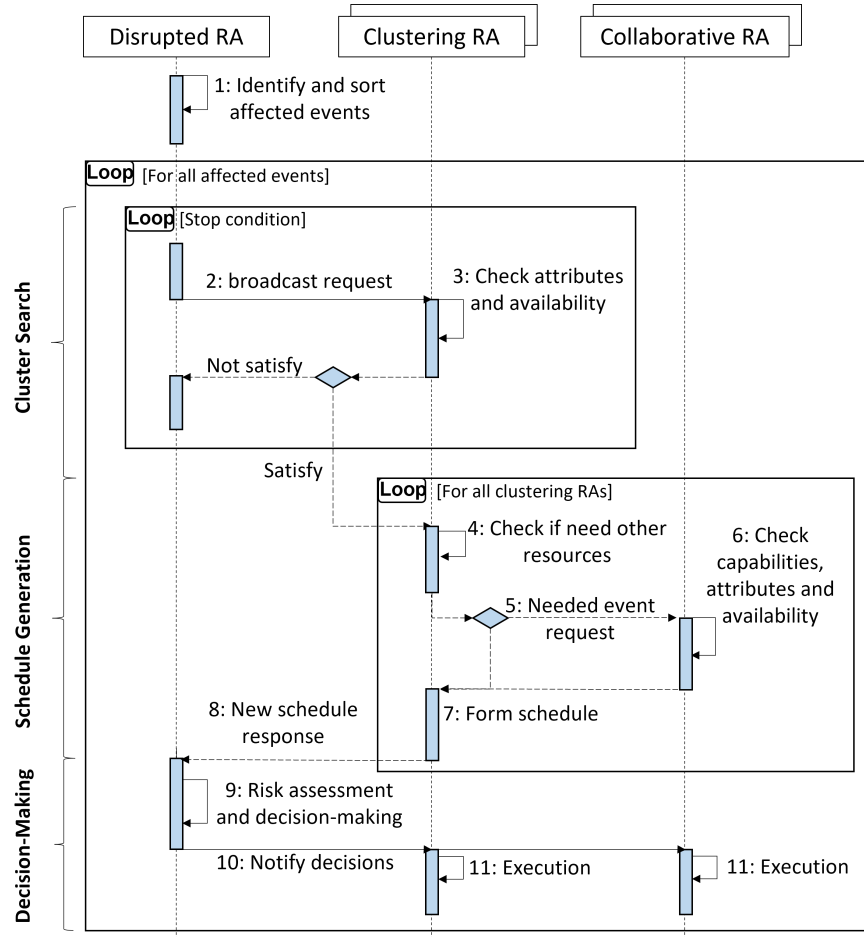 Disrupted RA
Clustering RA
Collaborative RA
1: Identify and sort
affected events
Loop [For all affected events]
Loop [Stop condition]
Cluster Search
2: broadcast request
3: Check attributes
and availability
Not satisfy
Satisfy
Loop [For all clustering RAs]
Schedule Generation
4: Check if need other
resources
5: Needed event
request
6: Check
capabilities,
attributes and
availability
7: Form schedule
8: New schedule
response
Decision-Making
9: Risk assessment
and decision-making
10: Notify decisions
11: Execution
11: Execution